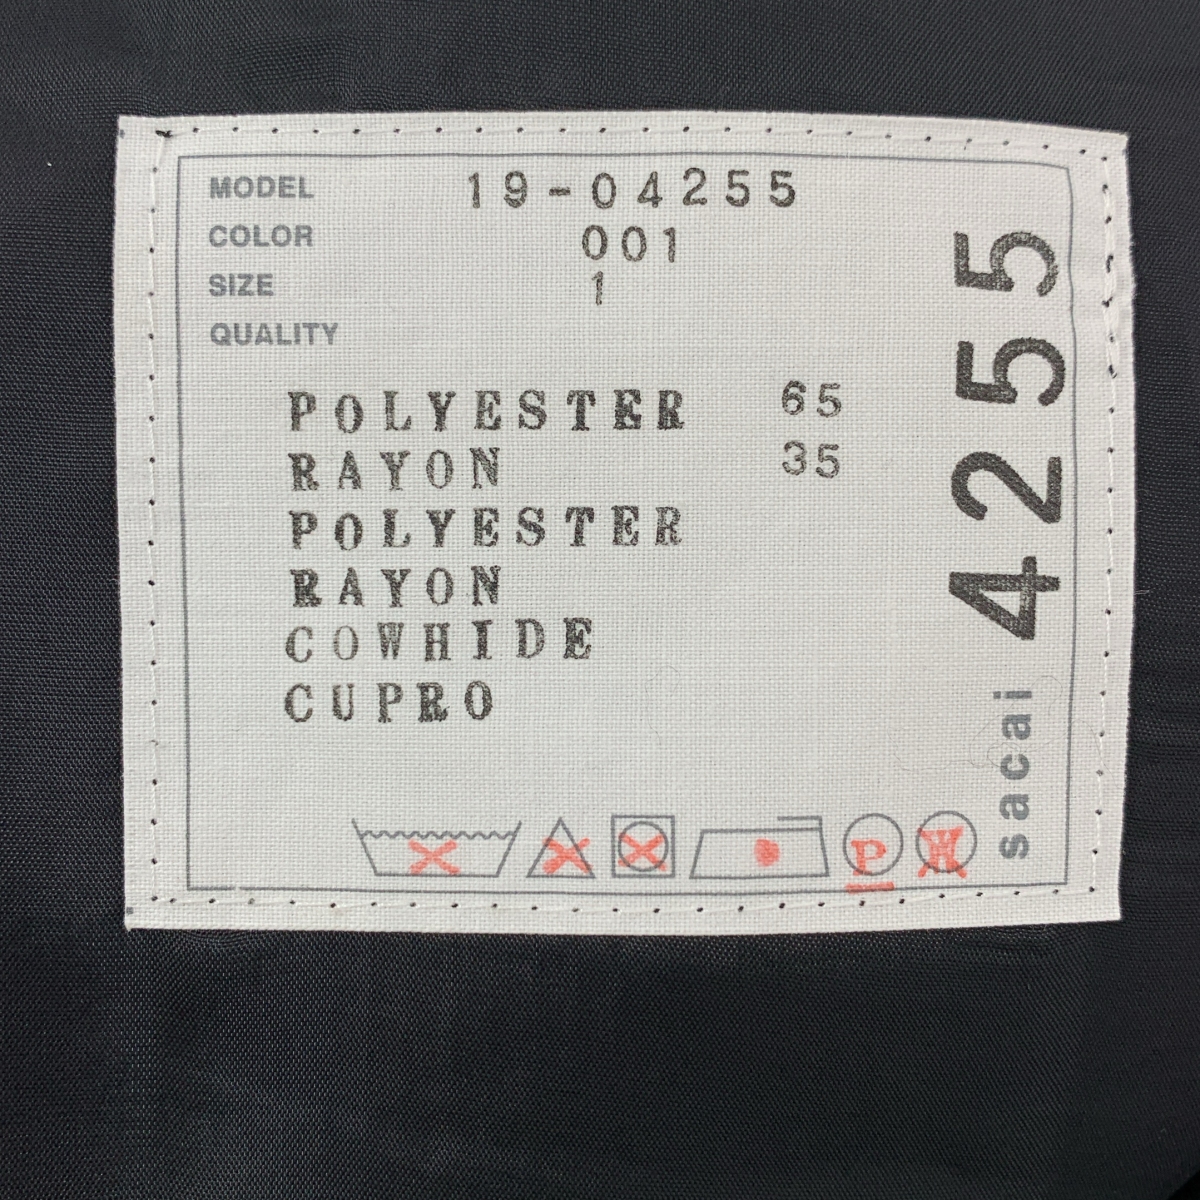 MODEL 19-04255
COLOR 001
SIZE 1
QUALITY
POLYESTER 65
RAYON 35
POLYESTER
RAYON
COWHIDE
CUPRO
P W
sacai 4255